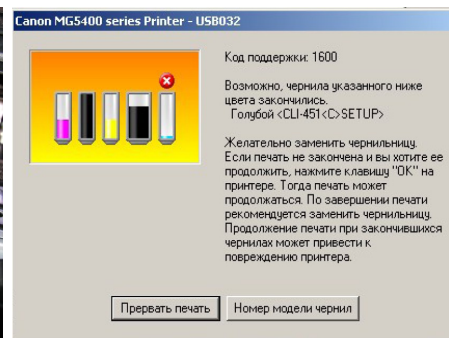 Canon MG5400 series Printer - USB032
Код поддержки: 1600
Возможно, чернила указанного ниже
цвета закончились.
Голубой <CLI-451<C>SETUP>
Желательно заменить чернильницу.
Если печать не закончена и вы хотите ее
продолжить, нажмите клавишу "ОК" на
принтере. Тогда печать может
продолжаться. По завершении печати
рекомендуется заменить чернильницу.
Продолжение печати при закончившихся
чернилах может привести к
повреждению принтера.
Прервать печать
Номер модели чернил